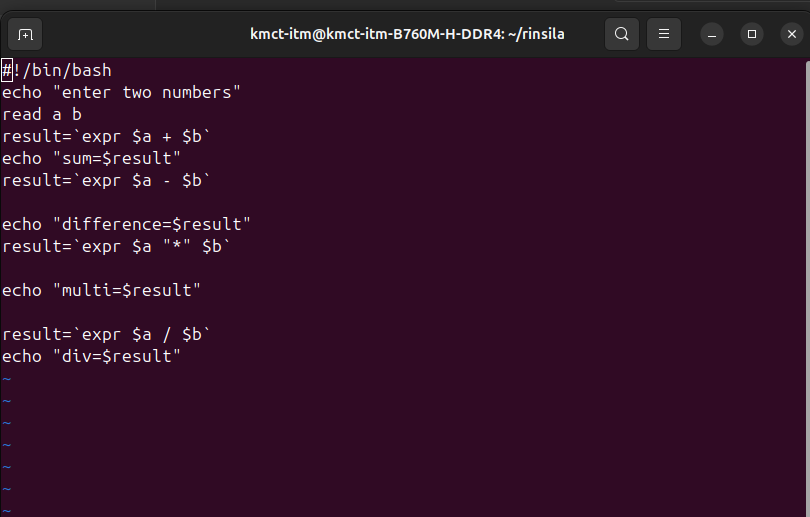 kmct-itm@kmct-itm-B760M-H-DDR4: ~/rinsila
#!/bin/bash
echo "enter two numbers"
read a b
result=`expr $a + $b`
echo "sum=$result"
result=`expr $a - $b`
echo "difference=$result"
result=`expr $a "*" $b`
echo "multi=$result"
result=`expr $a / $b`
echo "div=$result"
~
~
~
~
~
~
~